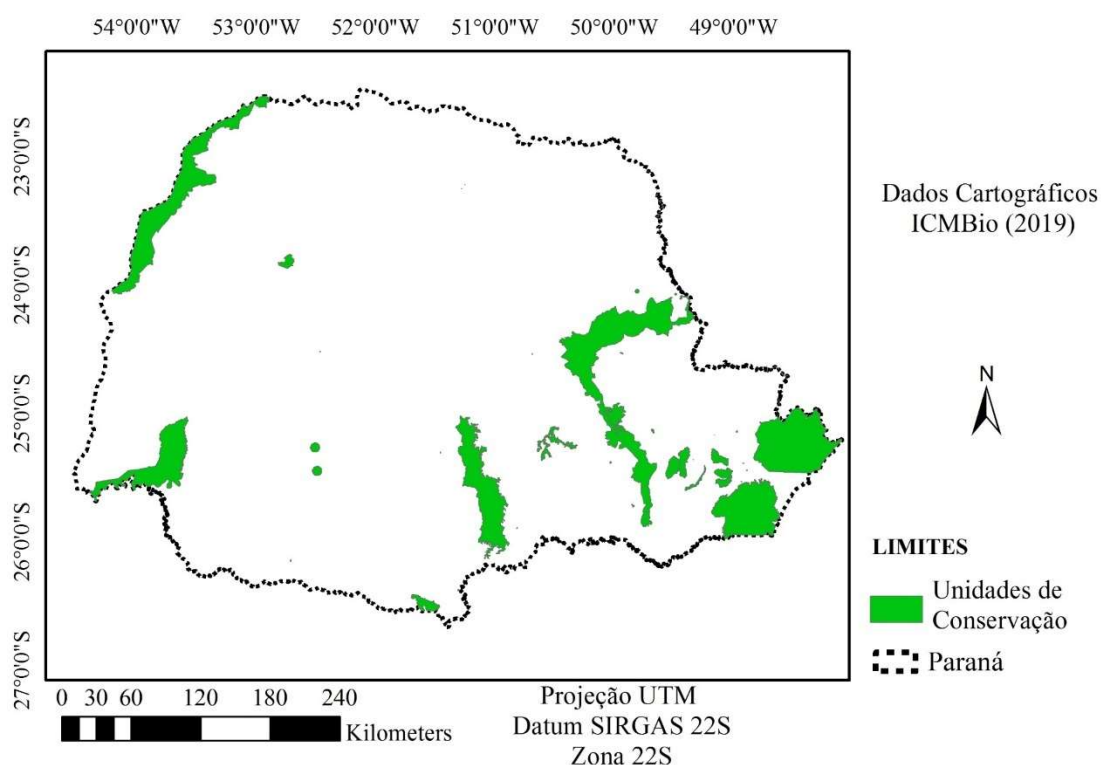 54°0'0"W 53°0'0"W 52°0'0"W 51°0'0"W 50°0'0"W 49°0'0"W
23°0'0"S
24°0'0"S
25°0'0"S
26°0'0"S
27°0'0"S
Dados Cartográficos
ICMBio (2019)
N
LIMITES
Unidades de
Conservação
Paraná
0 30 60 120 180 240
Kilometers
Projeção UTM
Datum SIRGAS 22S
Zona 22S